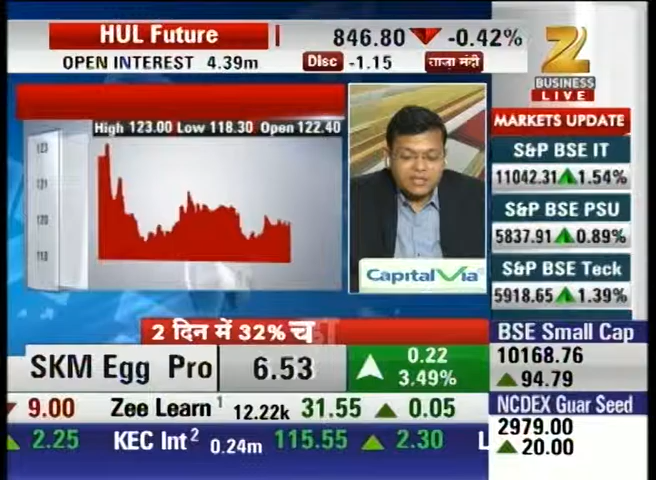 HUL Future 846.80 -0.42%
OPEN INTEREST 4.39m Disc -1.15 राजा मंदी
Z
BUSINESS
LIVE
High 123.00 Low 118.30 Open 122.40
123
121
120
118
CapitalVia
MARKETS UPDATE
S&P BSE IT
11042.31 1.54%
S&P BSE PSU
5837.91 0.89%
S&P BSE Teck
5918.65 1.39%
2 दिन में 32% च
SKM Egg Pro 6.53 0.22
3.49%
BSE Small Cap
10168.76
94.79
9.00 Zee Learn 1 12.22k 31.55 0.05
2.25 KEC Int 2 0.24m 115.55 2.30 L
NCDEX Guar Seed
2979.00
20.00